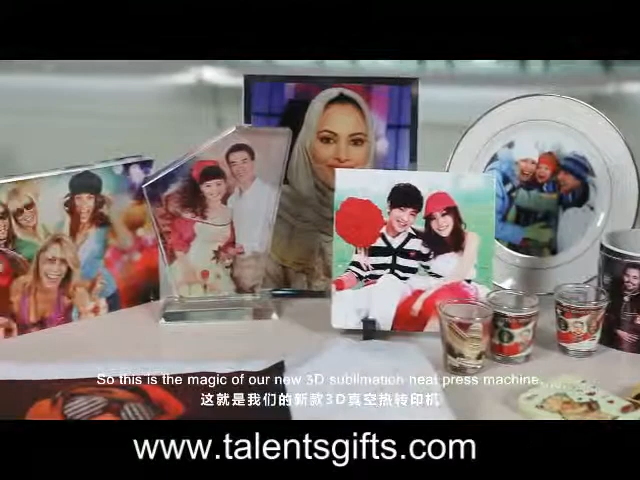 So this is the magic of our new 3D sublimation heat press machine.
这就是我们的新款3D真空热转印机
www.talentsgifts.com